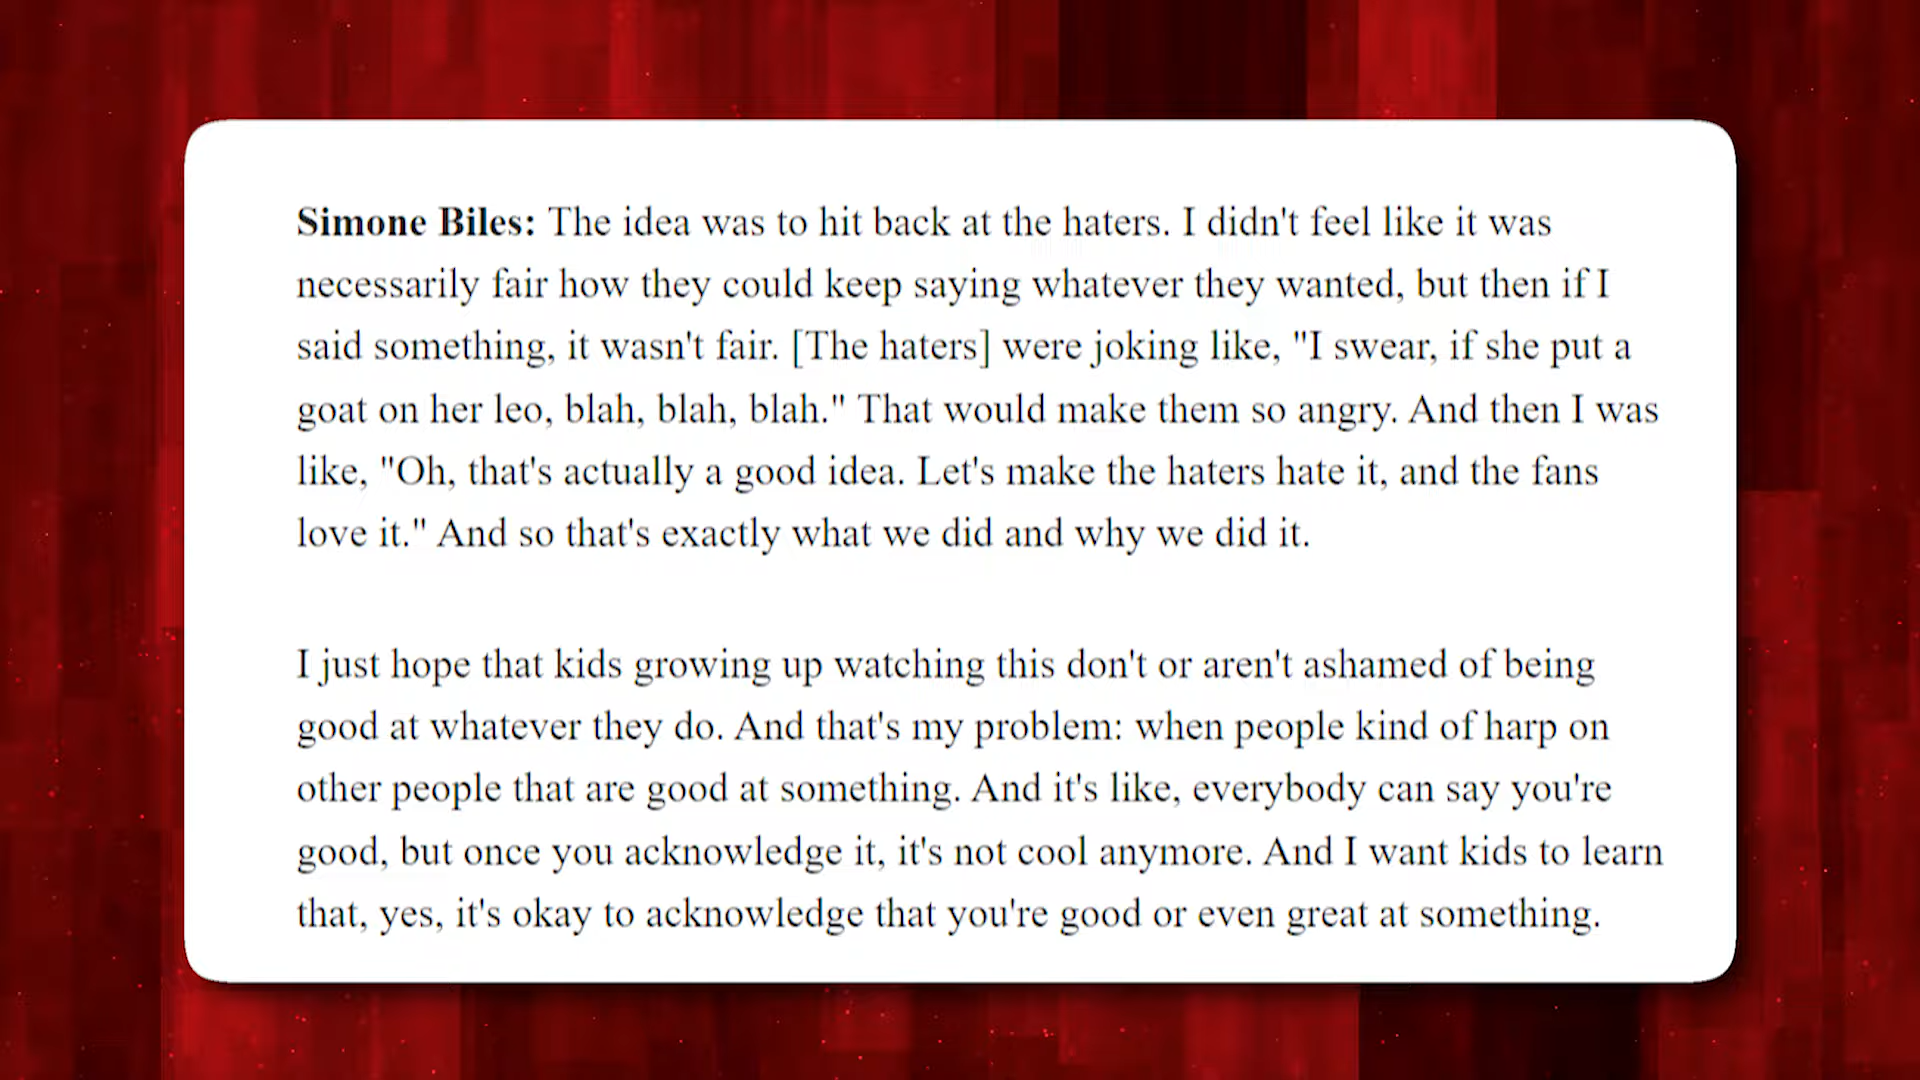 Simone Biles: The idea was to hit back at the haters. I didn't feel like it was
necessarily fair how they could keep saying whatever they wanted, but then if I
said something, it wasn't fair. [The haters] were joking like, "I swear, if she put a
goat on her leo, blah, blah, blah." That would make them so angry. And then I was
like, "Oh, that's actually a good idea. Let's make the haters hate it, and the fans
love it." And so that's exactly what we did and why we did it.
I just hope that kids growing up watching this don't or aren't ashamed of being
good at whatever they do. And that's my problem: when people kind of harp on
other people that are good at something. And it's like, everybody can say you're
good, but once you acknowledge it, it's not cool anymore. And I want kids to learn
that, yes, it's okay to acknowledge that you're good or even great at something.